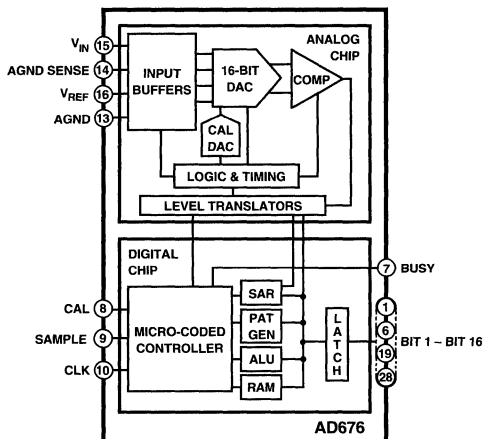 ANALOG
CHIP
VIN 15
AGND SENSE 14
VREF 16
AGND 13
INPUT
BUFFERS
16-BIT
DAC
COMP
CAL
DAC
LOGIC & TIMING
LEVEL TRANSLATORS
DIGITAL
CHIP
7 BUSY
CAL 8
SAMPLE 9
CLK 10
MICRO-CODED
CONTROLLER
SAR
PAT
GEN
ALU
RAM
L
A
T
C
H
1
6
19
28
BIT 1 ~ BIT 16
AD676